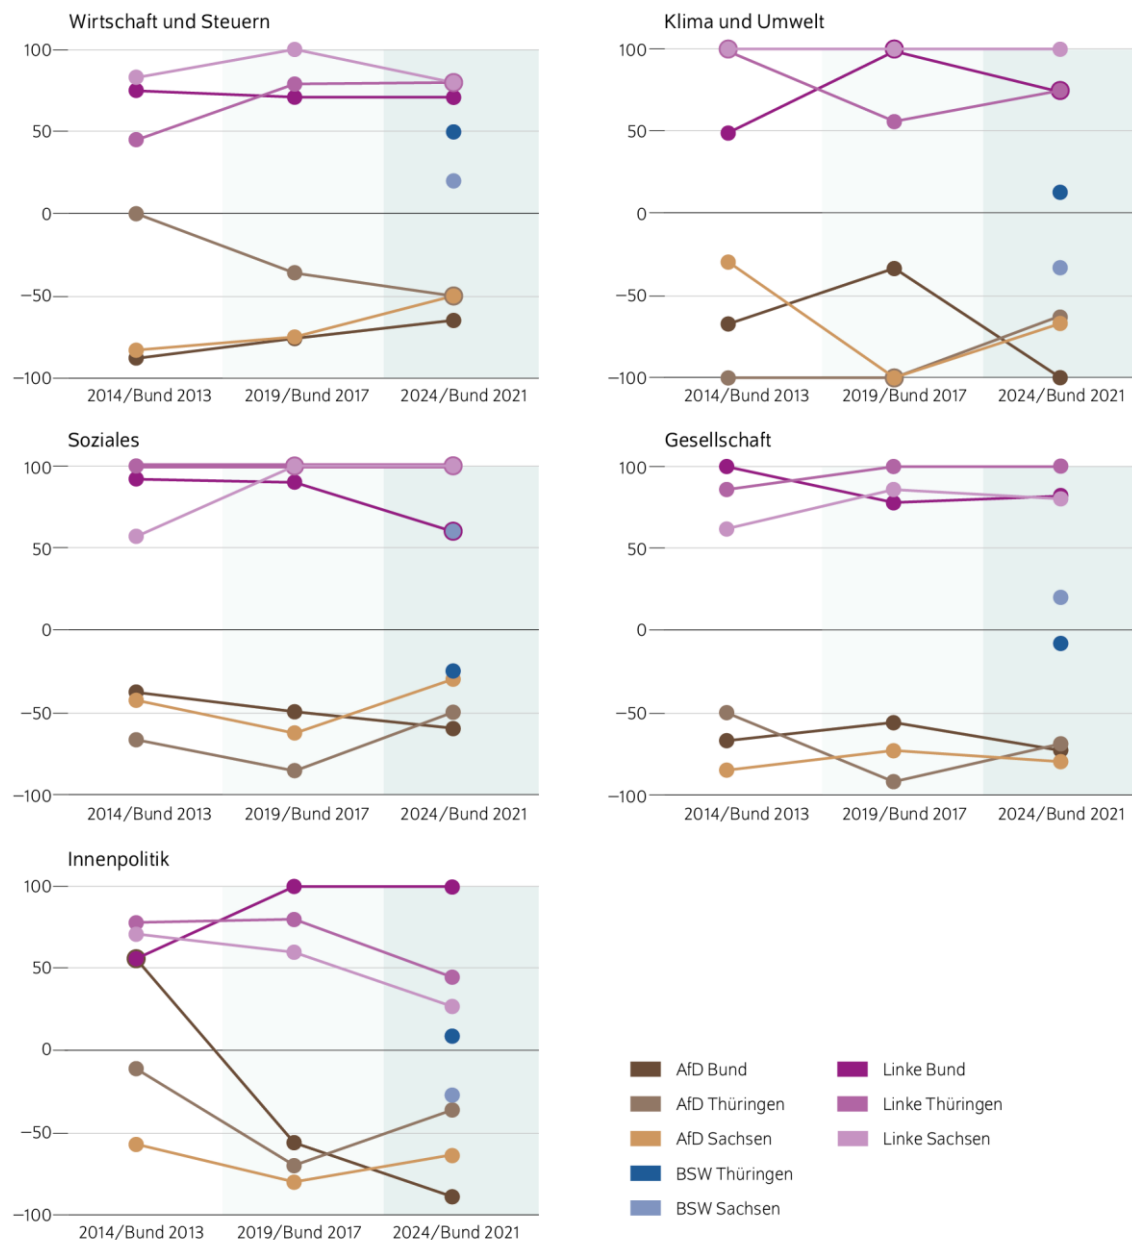 Wirtschaft und Steuern
100
50
0
−50
−100
2014/Bund 2013
2019/Bund 2017
2024/Bund 2021
Klima und Umwelt
100
50
0
−50
−100
2014/Bund 2013
2019/Bund 2017
2024/Bund 2021
Soziales
100
50
0
−50
−100
2014/Bund 2013
2019/Bund 2017
2024/Bund 2021
Gesellschaft
100
50
0
−50
−100
2014/Bund 2013
2019/Bund 2017
2024/Bund 2021
Innenpolitik
100
50
0
−50
−100
2014/Bund 2013
2019/Bund 2017
2024/Bund 2021
AfD Bund
AfD Thüringen
AfD Sachsen
BSW Thüringen
BSW Sachsen
Linke Bund
Linke Thüringen
Linke Sachsen